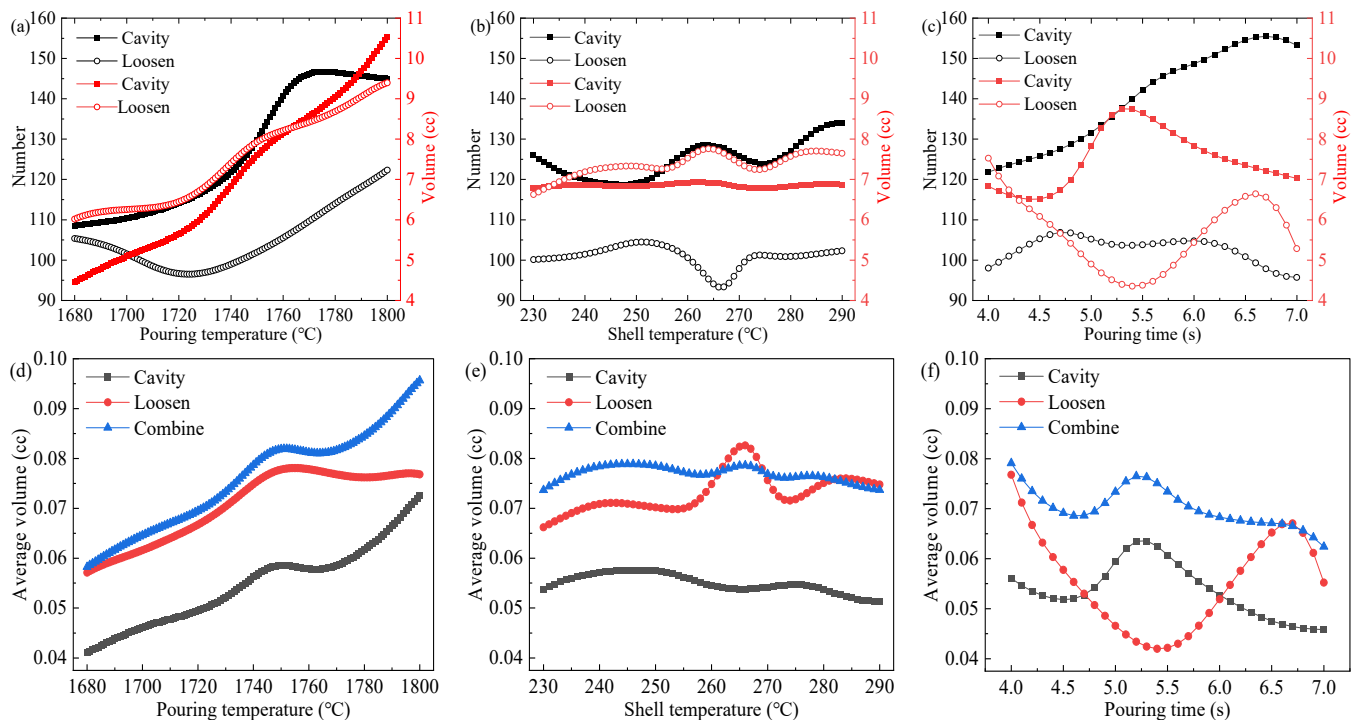 (a)
Cavity
Loosen
Cavity
Loosen
160
150
140
130
120
110
100
90
Number
11
10
9
8
7
6
5
4
Volume (cc)
1680 1700 1720 1740 1760 1780 1800
Pouring temperature (℃)
(b)
Cavity
Loosen
Cavity
Loosen
160
150
140
130
120
110
100
90
Number
11
10
9
8
7
6
5
4
Volume (cc)
230 240 250 260 270 280 290
Shell temperature (℃)
(c)
Cavity
Loosen
Cavity
Loosen
160
150
140
130
120
110
100
90
Number
11
10
9
8
7
6
5
4
Volume (cc)
4.0 4.5 5.0 5.5 6.0 6.5 7.0
Pouring time (s)
(d)
Cavity
Loosen
Combine
0.10
0.09
0.08
0.07
0.06
0.05
0.04
Average volume (cc)
1680 1700 1720 1740 1760 1780 1800
Pouring temperature (℃)
(e)
Cavity
Loosen
Combine
0.10
0.09
0.08
0.07
0.06
0.05
0.04
Average volume (cc)
230 240 250 260 270 280 290
Shell temperature (℃)
(f)
Cavity
Loosen
Combine
0.10
0.09
0.08
0.07
0.06
0.05
0.04
Average volume (cc)
4.0 4.5 5.0 5.5 6.0 6.5 7.0
Pouring time (s)